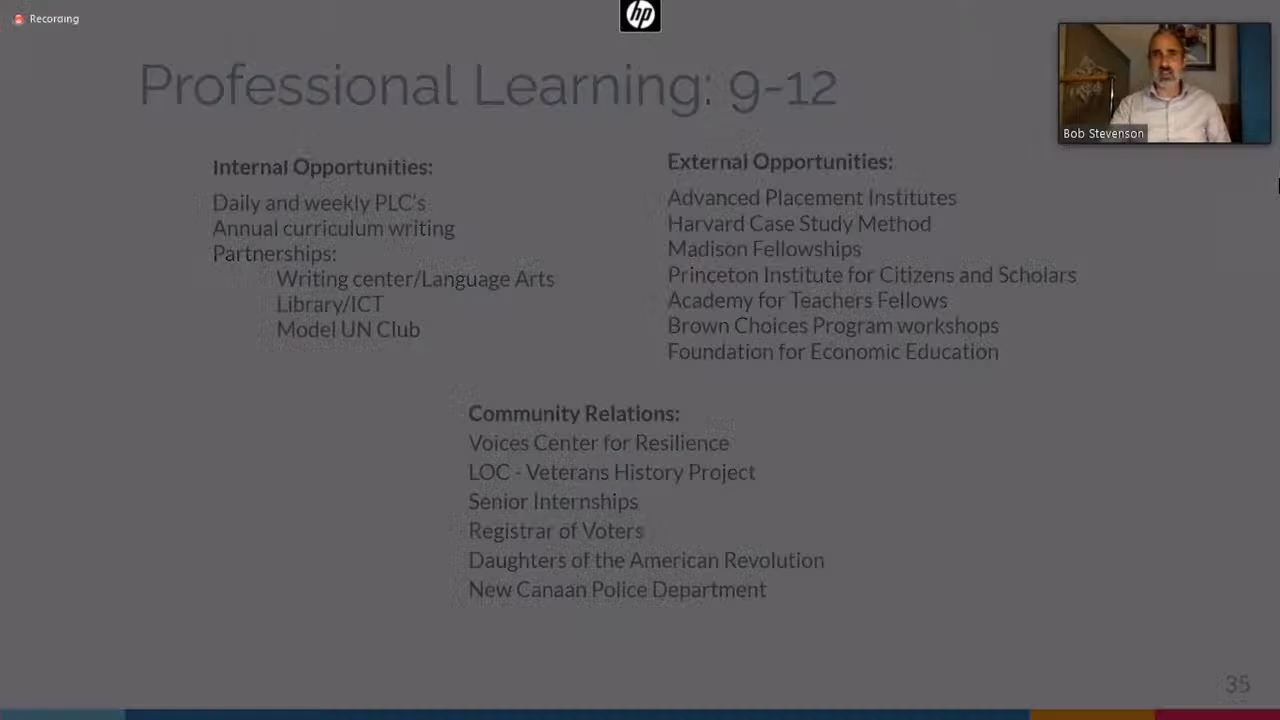 Recording
hp
Professional Learning: 9-12
Bob Stevenson
Internal Opportunities:
Daily and weekly PLC's
Annual curriculum writing
Partnerships:
Writing center/Language Arts
Library/ICT
Model UN Club
External Opportunities:
Advanced Placement Institutes
Harvard Case Study Method
Madison Fellowships
Princeton Institute for Citizens and Scholars
Academy for Teachers Fellows
Brown Choices Program workshops
Foundation for Economic Education
Community Relations:
Voices Center for Resilience
LOC - Veterans History Project
Senior Internships
Registrar of Voters
Daughters of the American Revolution
New Canaan Police Department
35